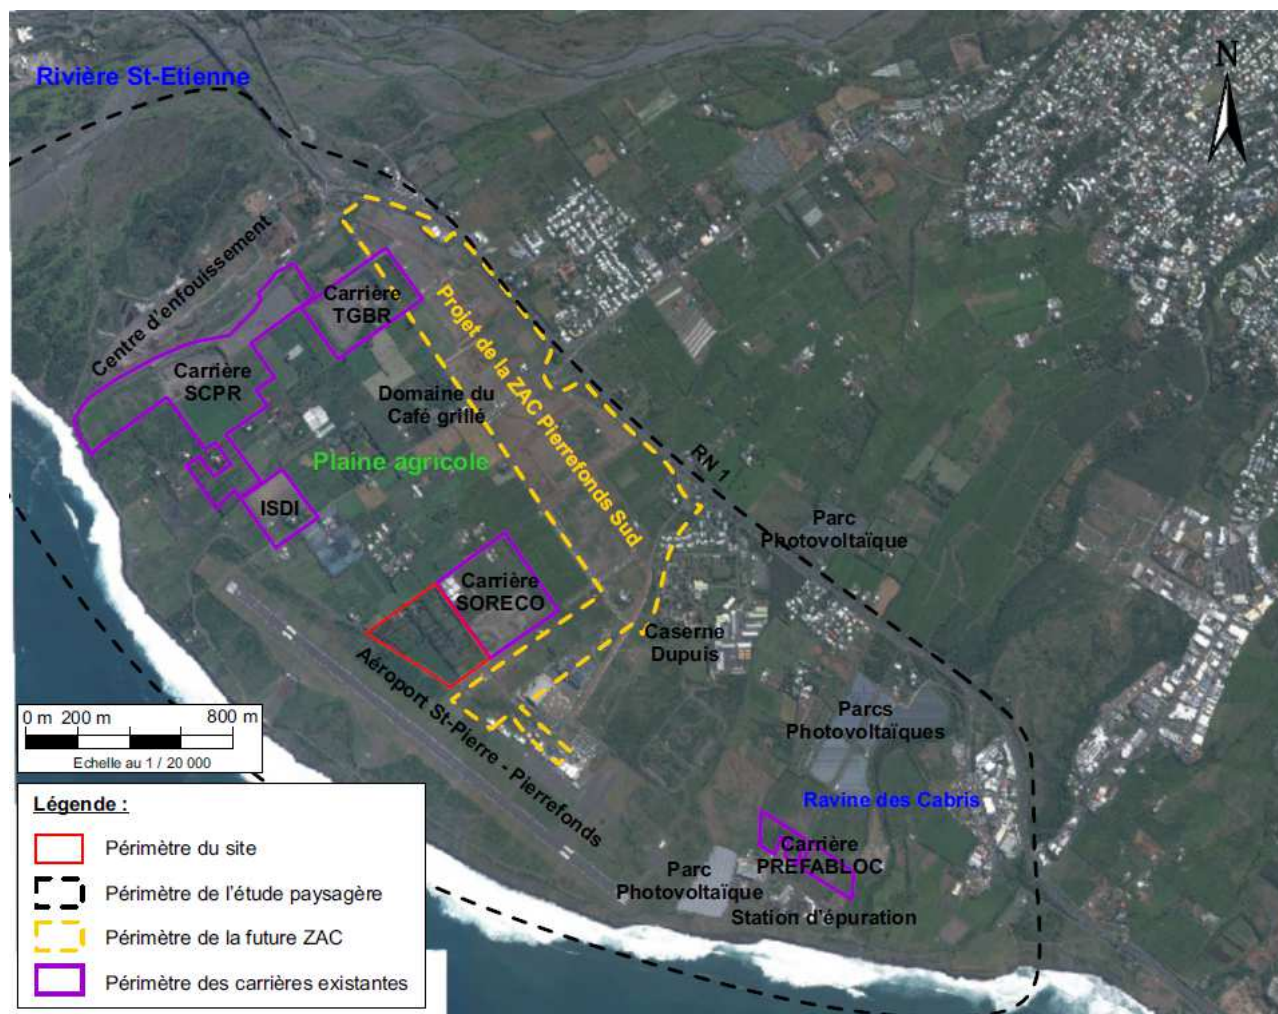 Rivière St-Etienne
N
Centre d'enfouissement
Carrière
TGBR
Projet de la ZAC Pierrefonds Sud
Carrière
SCPR
Domaine du
Café grillé
Plaine agricole
RN 1
ISDI
Parc
Photovoltaïque
Carrière
SORECO
Caserne
Dupuis
Aéroport St-Pierre - Pierrefonds
Parcs
Photovoltaïques
Ravine des Cabris
Carrière
PREFABLOC
Parc
Photovoltaïque
Station d'épuration
0 m 200 m 800 m
Echelle au 1 / 20 000
Légende :
Périmètre du site
Périmètre de l'étude paysagère
Périmètre de la future ZAC
Périmètre des carrières existantes